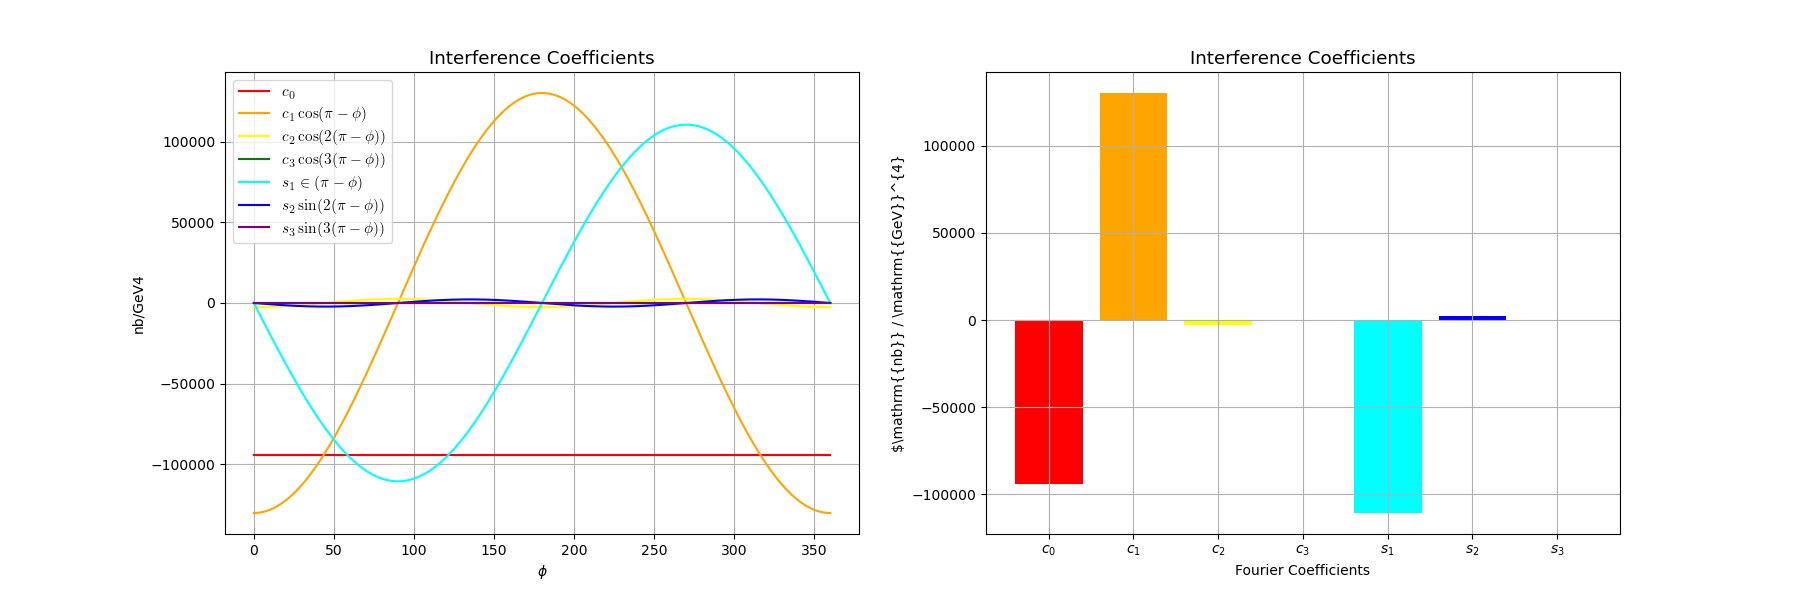 Interference Coefficients
c₀
c₁ cos(π − ϕ)
c₂ cos(2(π − ϕ))
c₃ cos(3(π − ϕ))
s₁ ∈ (π − ϕ)
s₂ sin(2(π − ϕ))
s₃ sin(3(π − ϕ))
100000
50000
0
−50000
−100000
nb/GeV4
0 50 100 150 200 250 300 350
ϕ
Interference Coefficients
100000
50000
0
−50000
−100000
$\mathrm{{nb}} / \mathrm{{GeV}}^{4}
c₀ c₁ c₂ c₃ s₁ s₂ s₃
Fourier Coefficients